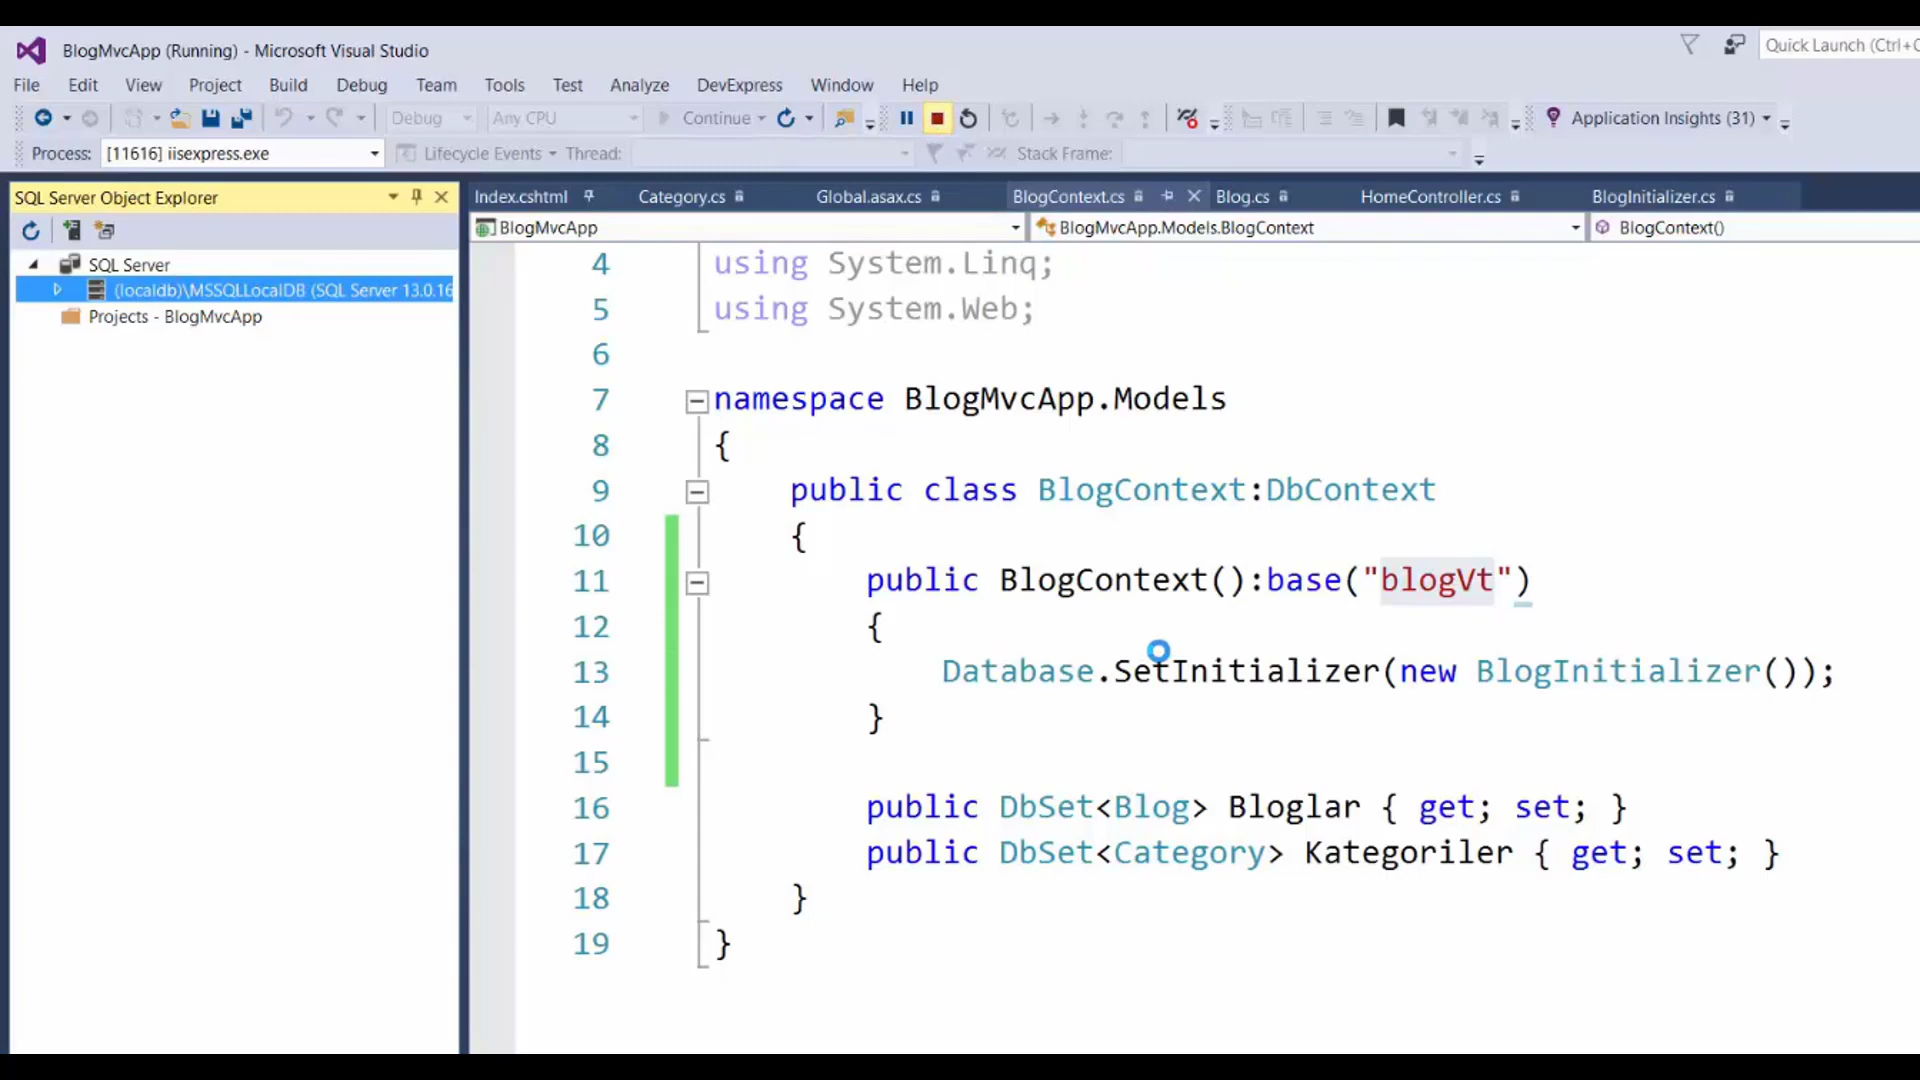 BlogMvcApp (Running) - Microsoft Visual Studio
Quick Launch (Ctrl+Q
File Edit View Project Build Debug Team Tools Test Analyze DevExpress Window Help
Debug Any CPU Continue Application Insights (31)
Process: [11616] iisexpress.exe Lifecycle Events Thread: Stack Frame:
SQL Server Object Explorer
Index.cshtml Category.cs Global.asax.cs BlogContext.cs Blog.cs HomeController.cs BlogInitializer.cs
BlogMvcApp BlogMvcApp.Models.BlogContext BlogContext()
SQL Server
(localdb)\MSSQLLocalDB (SQL Server 13.0.16
Projects - BlogMvcApp
4 using System.Linq;
5 using System.Web;
6
7 namespace BlogMvcApp.Models
8 {
9 public class BlogContext:DbContext
10 {
11 public BlogContext():base("blogVt")
12 {
13 Database.SetInitializer(new BlogInitializer());
14 }
15
16 public DbSet<Blog> Bloglar { get; set; }
17 public DbSet<Category> Kategoriler { get; set; }
18 }
19 }